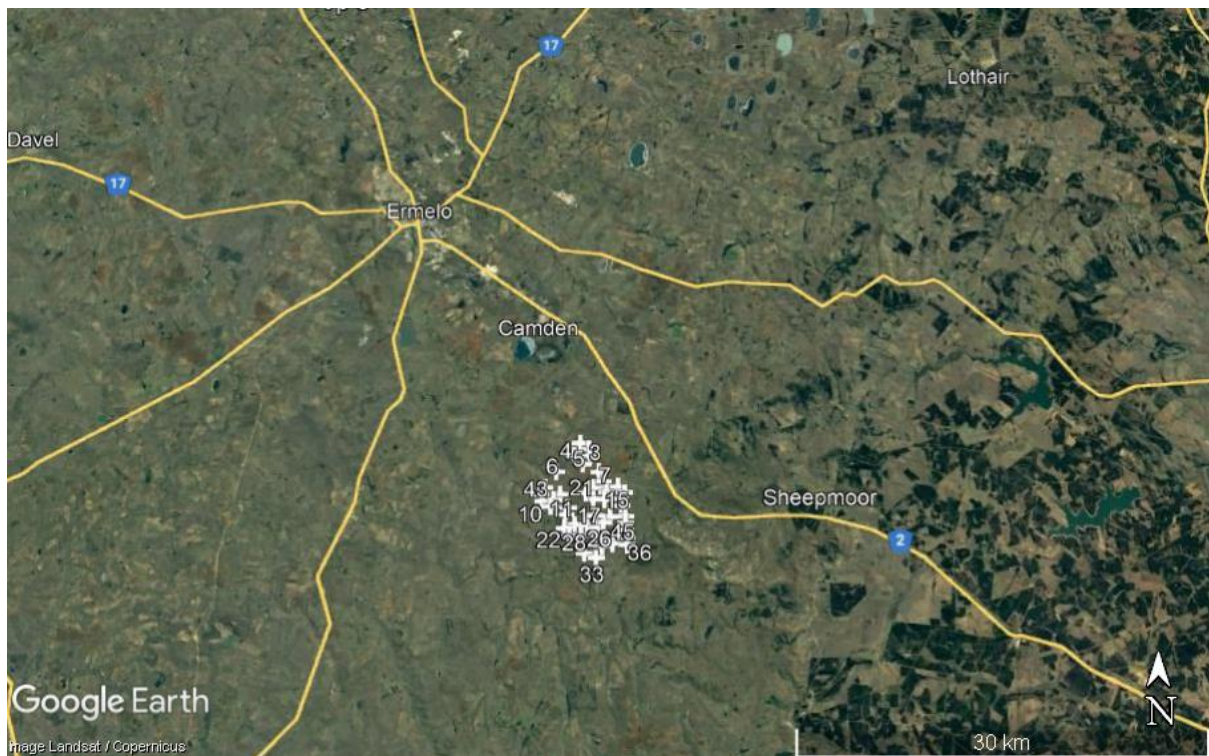 17
Lothair
Davel
17
Ermelo
Camden
4 3
5
6
7
43 21 15
10 11 17
22 28 26 45 36
33
Sheepmoor
2
Google Earth
Image Landsat / Copernicus
N
30 km